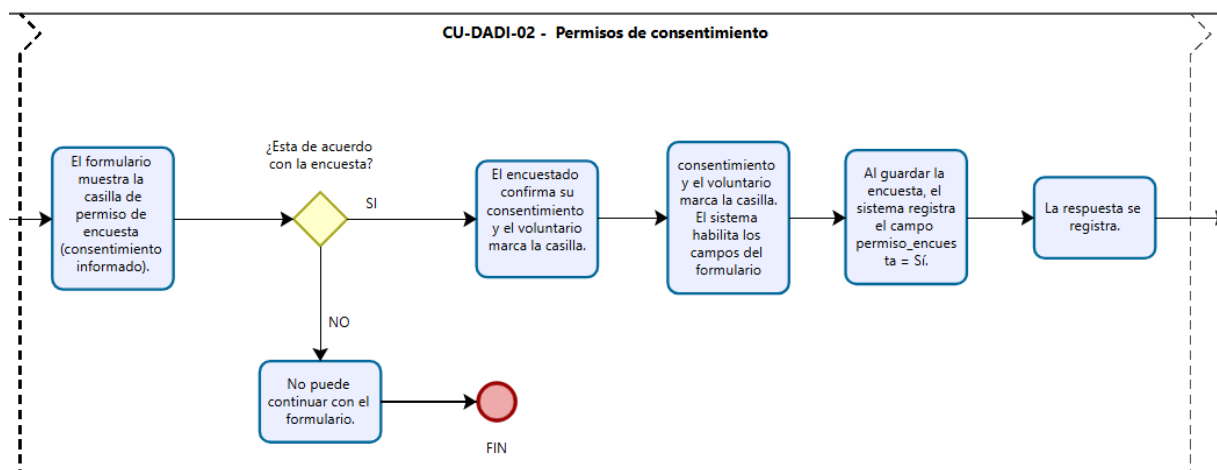 CU-DADI-02 - Permisos de consentimiento
El formulario
muestra la
casilla de
permiso de
encuesta
(consentimiento
informado).
¿Esta de acuerdo
con la encuesta?
SI
El encuestado
confirma su
consentimiento
y el voluntario
marca la casilla.
consentimiento
y el voluntario
marca la casilla.
El sistema
habilita los
campos del
formulario
Al guardar la
encuesta, el
sistema registra
el campo
permiso_encues
ta = Sí.
La respuesta se
registra.
NO
No puede
continuar con el
formulario.
FIN